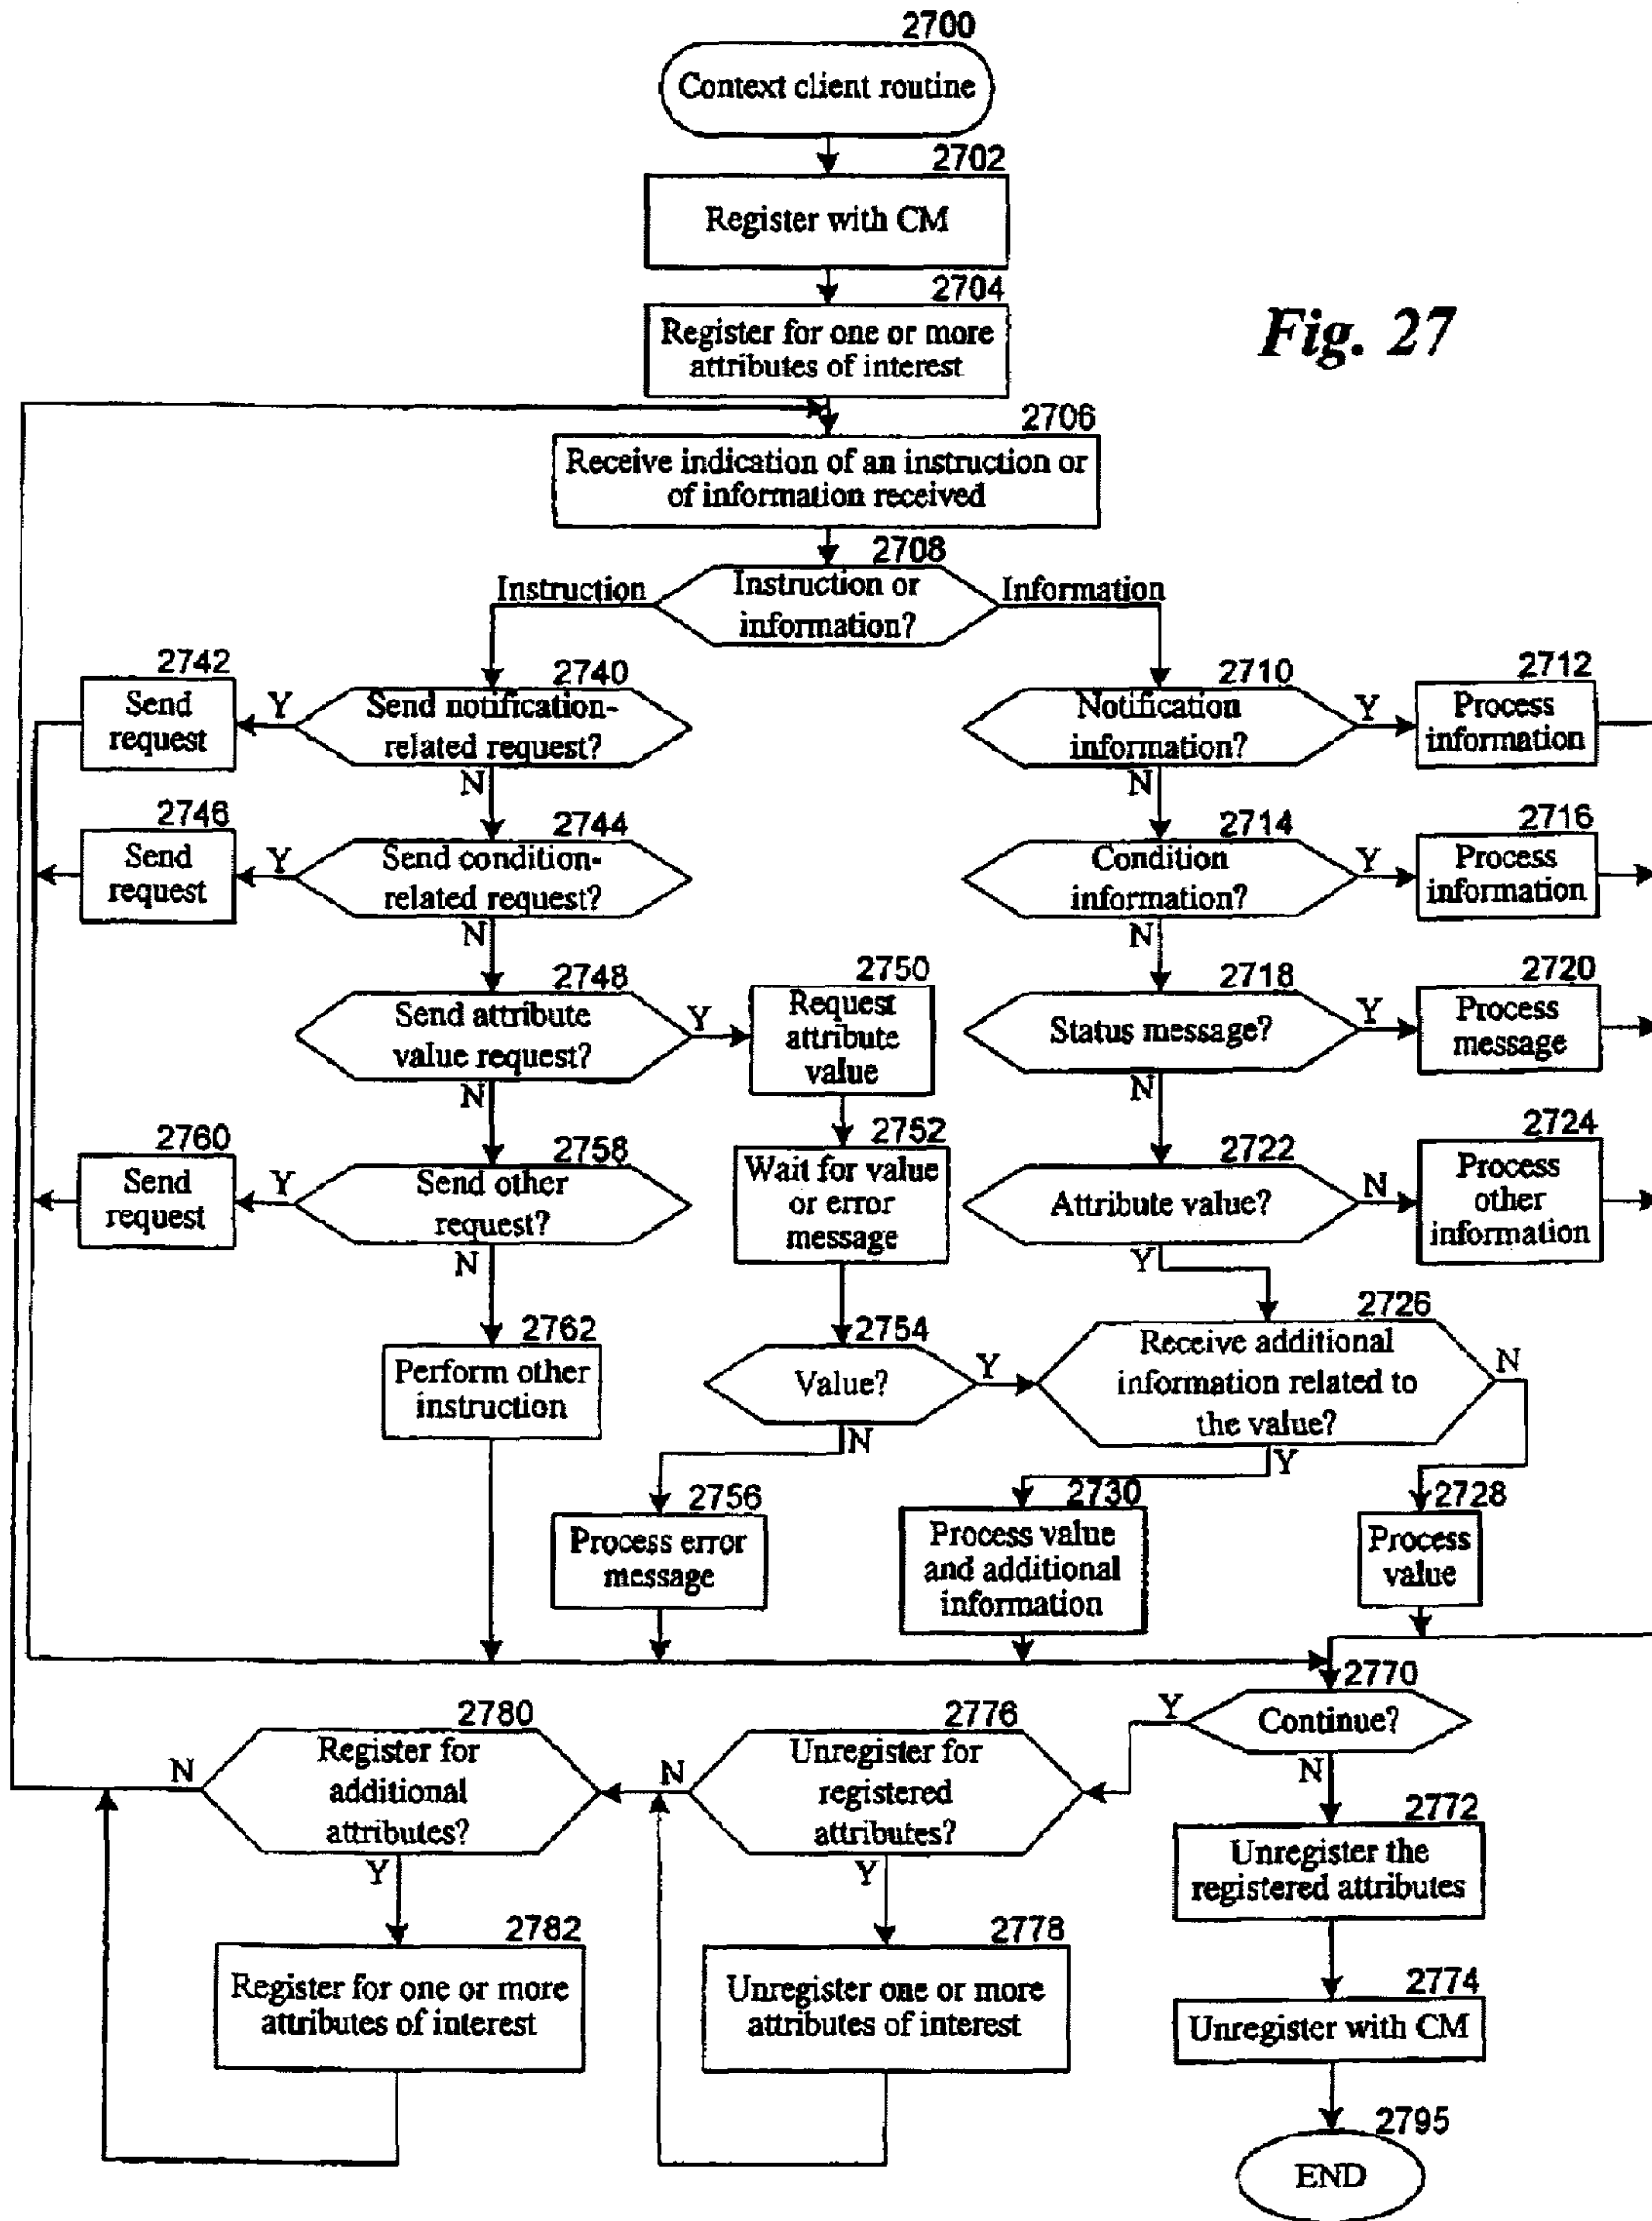 2700
Context client routine
2702
Register with CM
2704
Register for one or more
attributes of interest
Fig. 27
2706
Receive indication of an instruction or
of information received
2708
Instruction
Instruction or
information?
Information
2742
Send
request
Y
2740
Send notification-
related request?
N
2710
Notification
information?
Y
N
2712
Process
information
2746
Send
request
Y
2744
Send condition-
related request?
N
2714
Condition
information?
Y
N
2716
Process
information
2748
Send attribute
value request?
Y
N
2750
Request
attribute
value
2718
Status message?
Y
N
2720
Process
message
2760
Send
request
Y
2758
Send other
request?
N
2752
Wait for value
or error
message
2722
Attribute value?
N
Y
2724
Process
other
information
2762
Perform other
instruction
2754
Value?
Y
N
2726
Receive additional
information related to
the value?
N
Y
2756
Process error
message
2730
Process value
and additional
information
2728
Process
value
2770
Continue?
Y
N
2780
Register for
additional
attributes?
N
Y
2776
Unregister for
registered
attributes?
N
Y
2772
Unregister the
registered attributes
2782
Register for one or more
attributes of interest
2778
Unregister one or more
attributes of interest
2774
Unregister with CM
2795
END